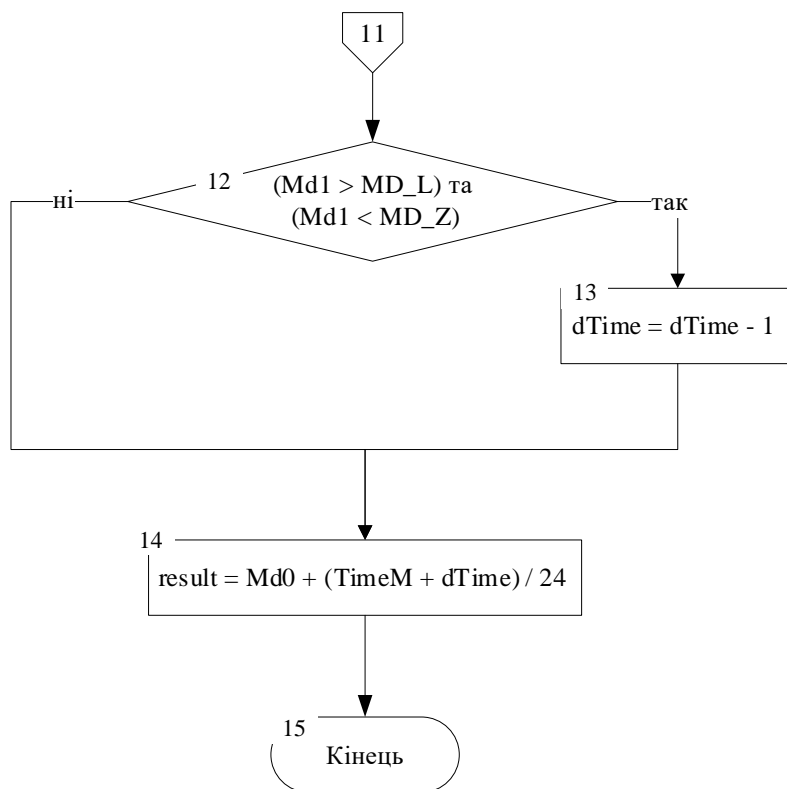 11
12
(Md1 > MD_L) та
(Md1 < MD_Z)
ні
так
13
dTime = dTime - 1
14
result = Md0 + (TimeM + dTime) / 24
15
Кінець